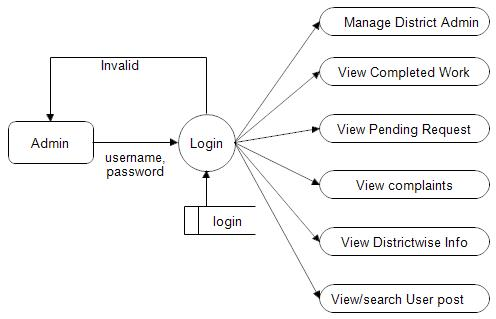 Manage District Admin
Invalid
View Completed Work
Admin
username,
password
Login
View Pending Request
View complaints
login
View Districtwise Info
View/search User post